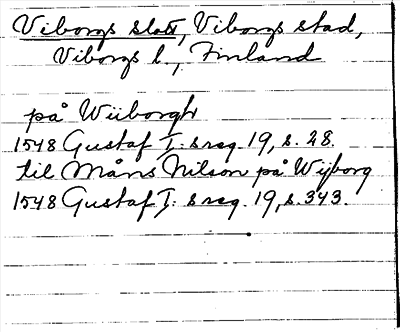 Viborgs slott, Viborgs stad,
Viborgs l., Finland
på Wiiborgh
1548 Gustaf I: s reg. 19, s. 28.
til Måns Nilson på Wijborg
1548 Gustaf I: s reg. 19, s. 343.